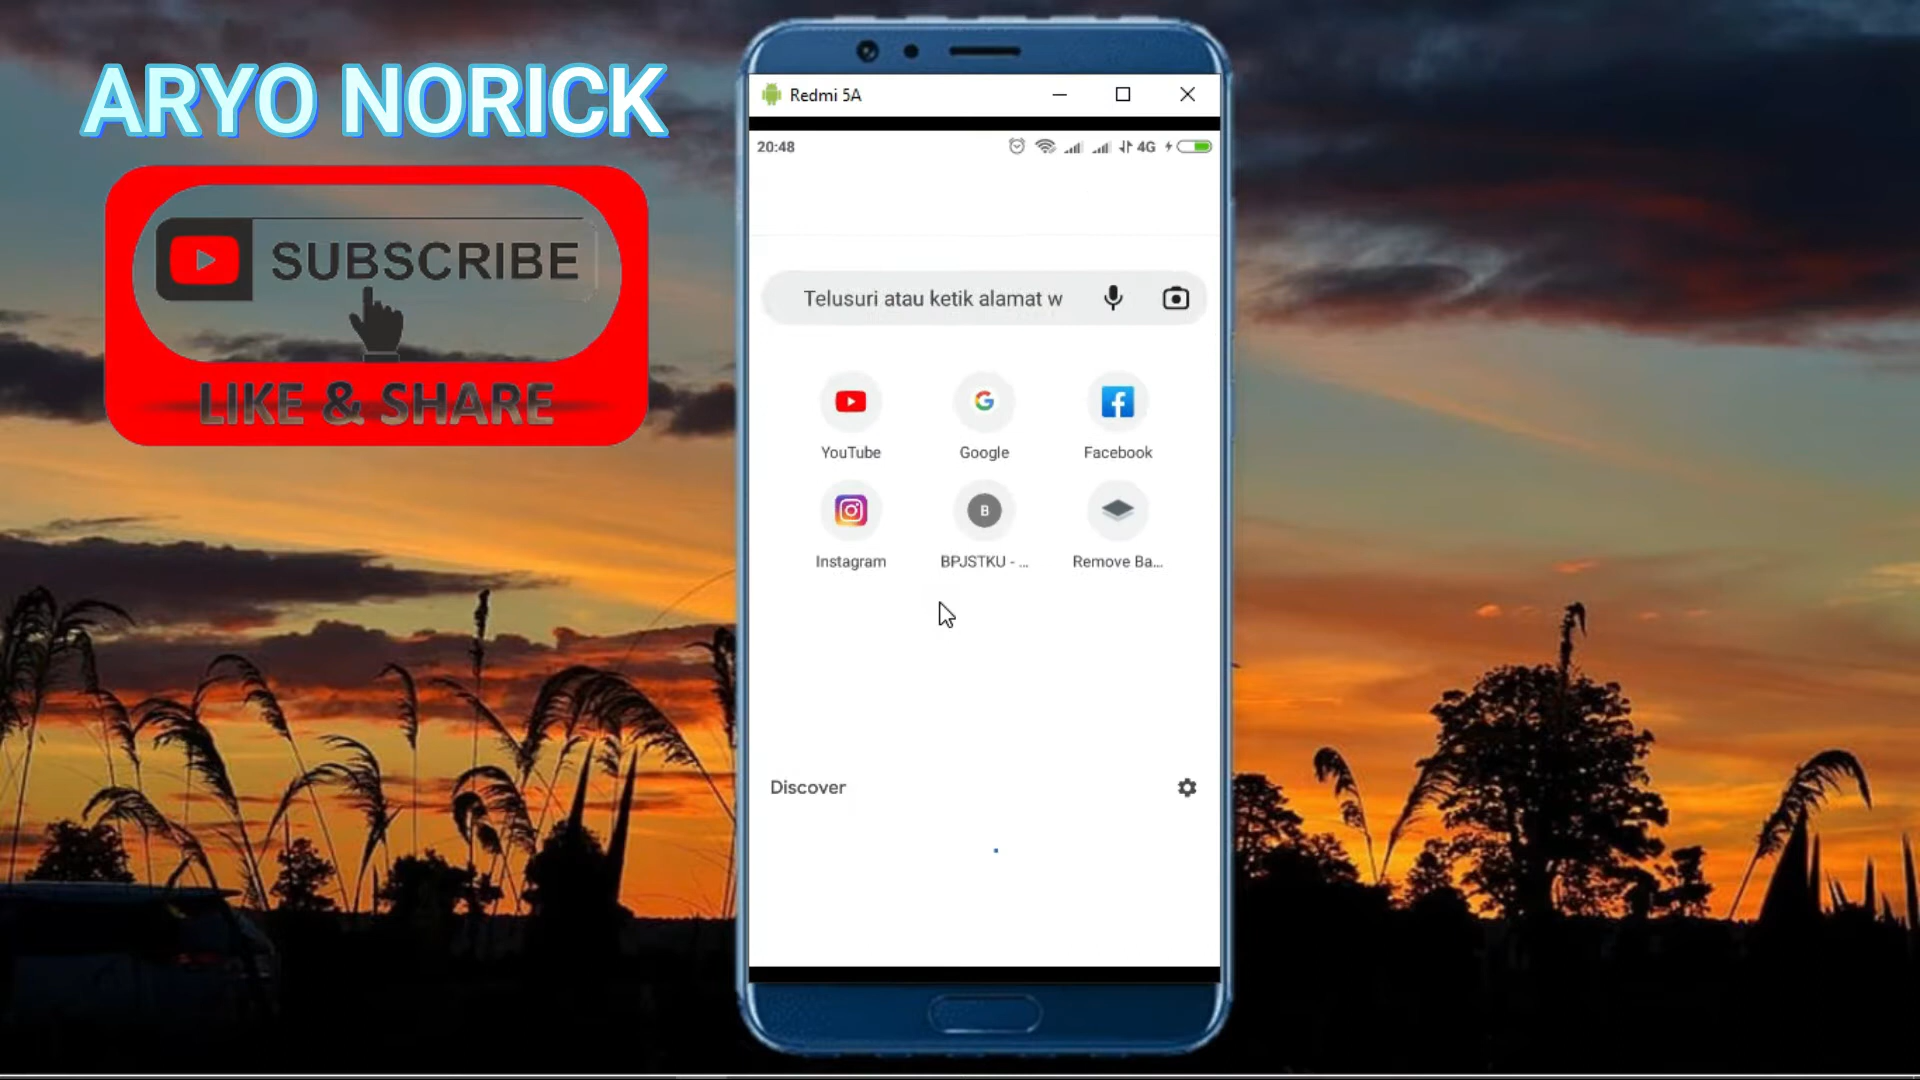 ARYO NORICK
SUBSCRIBE
LIKE & SHARE
Redmi 5A
20:48
4G
Telusuri atau ketik alamat w
YouTube
Google
Facebook
B
Instagram
BPJSTKU - ...
Remove Ba...
Discover